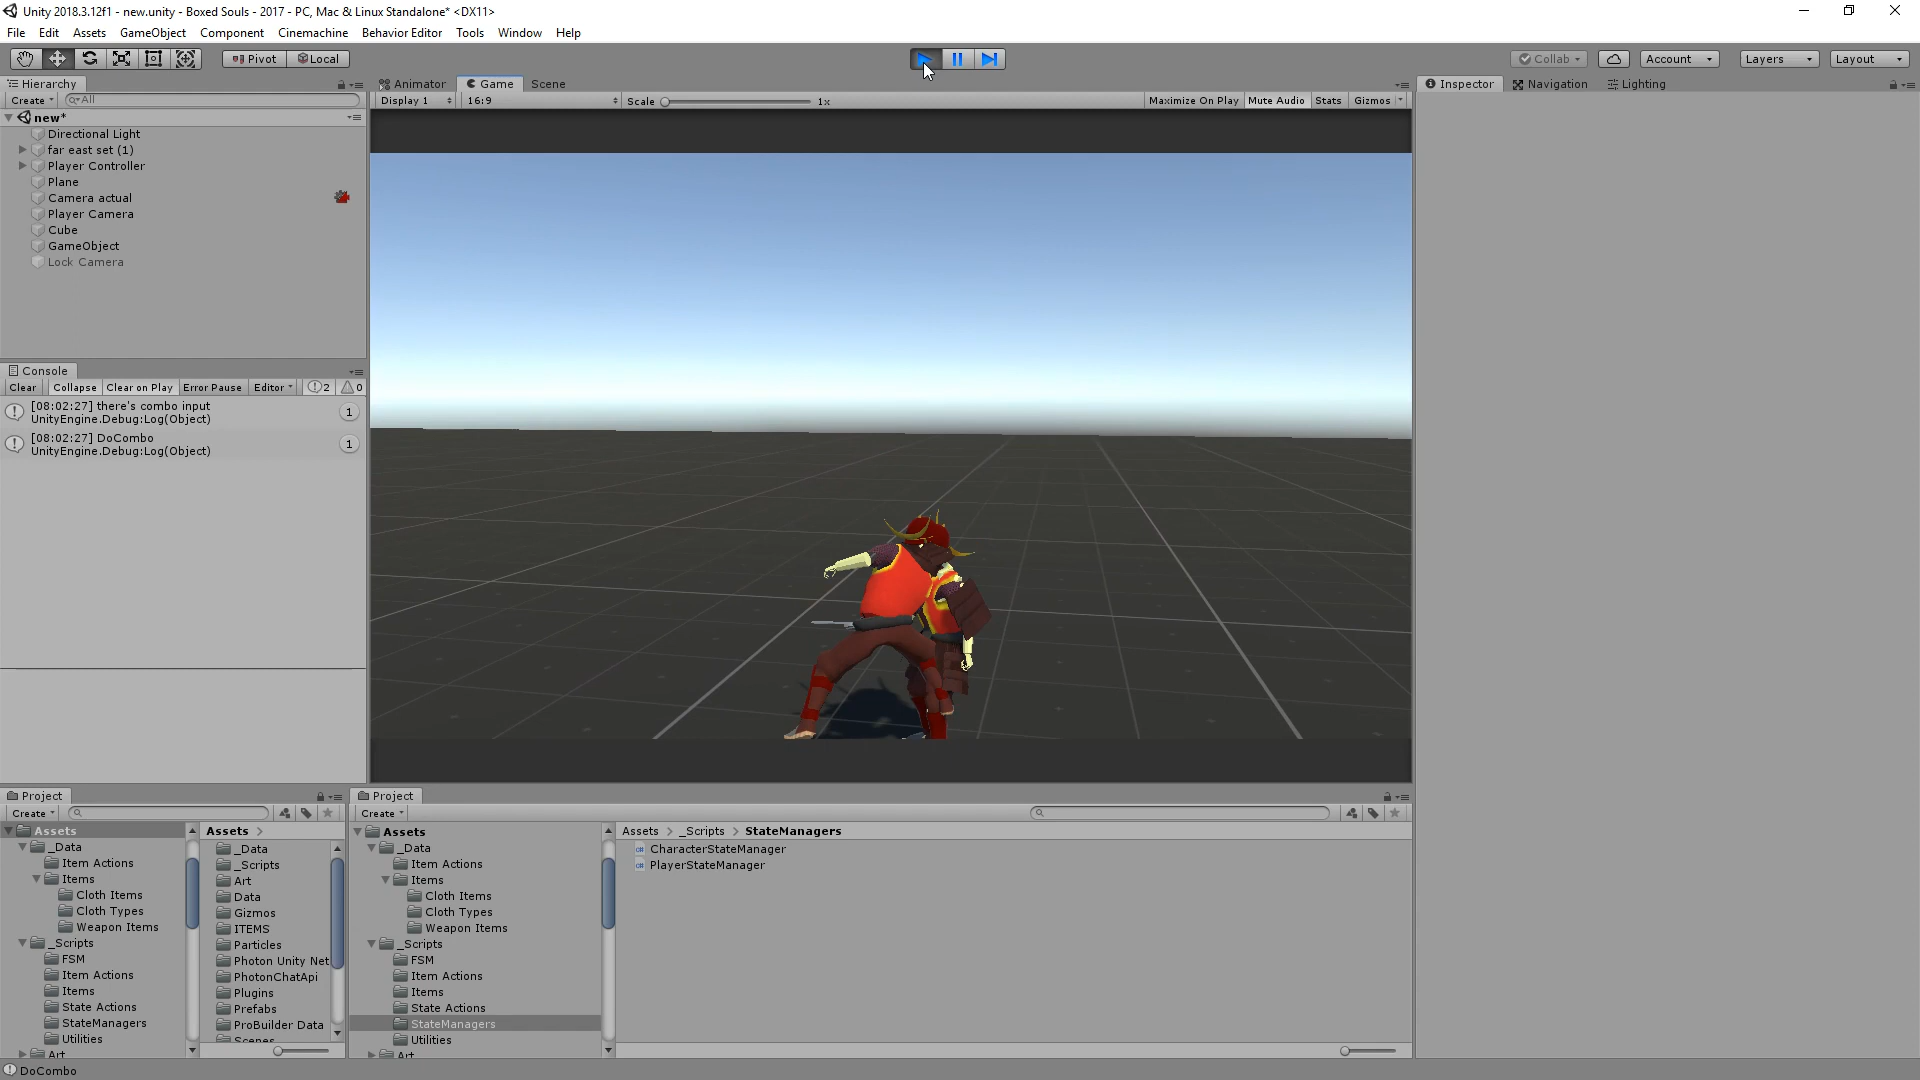 Unity 2018.3.12f1 - new.unity - Boxed Souls - 2017 - PC, Mac & Linux Standalone* <DX11>
File Edit Assets GameObject Component Cinemachine Behavior Editor Tools Window Help
Pivot Local Collab Account Layers Layout
Hierarchy
Create All
new*
Directional Light
far east set (1)
Player Controller
Plane
Camera actual
Player Camera
Cube
GameObject
Lock Camera
Console
Clear Collapse Clear on Play Error Pause Editor 2 0
[08:02:27] there's combo input
UnityEngine.Debug:Log(Object)
1
[08:02:27] DoCombo
UnityEngine.Debug:Log(Object)
1
Animator Game Scene
Display 1 16:9 Scale 1x Maximize On Play Mute Audio Stats Gizmos
Inspector Navigation Lighting
Project
Create
Assets
_Data
Item Actions
Items
Cloth Items
Cloth Types
Weapon Items
_Scripts
FSM
Item Actions
Items
State Actions
StateManagers
Utilities
Art
Assets >
_Data
_Scripts
Art
Data
Gizmos
ITEMS
Particles
Photon Unity Net
PhotonChatApi
Plugins
Prefabs
ProBuilder Data
Scenes
Project
Create
Assets
_Data
Item Actions
Items
Cloth Items
Cloth Types
Weapon Items
_Scripts
FSM
Item Actions
Items
State Actions
StateManagers
Utilities
Art
Assets > _Scripts > StateManagers
CharacterStateManager
PlayerStateManager
DoCombo